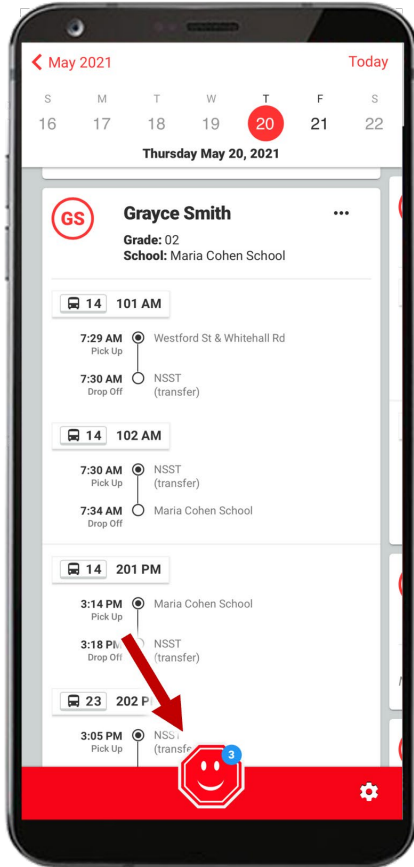 May 2021 Today
S M T W T F S
16 17 18 19 20 21 22
Thursday May 20, 2021
GS Grayce Smith
Grade: 02
School: Maria Cohen School
14 101 AM
7:29 AM Westford St & Whitehall Rd
Pick Up
7:30 AM NSST
Drop Off (transfer)
14 102 AM
7:30 AM NSST
Pick Up (transfer)
7:34 AM Maria Cohen School
Drop Off
14 201 PM
3:14 PM Maria Cohen School
Pick Up
3:18 PM NSST
Drop Off (transfer)
23 202
3:05 PM NSST
Pick Up
3